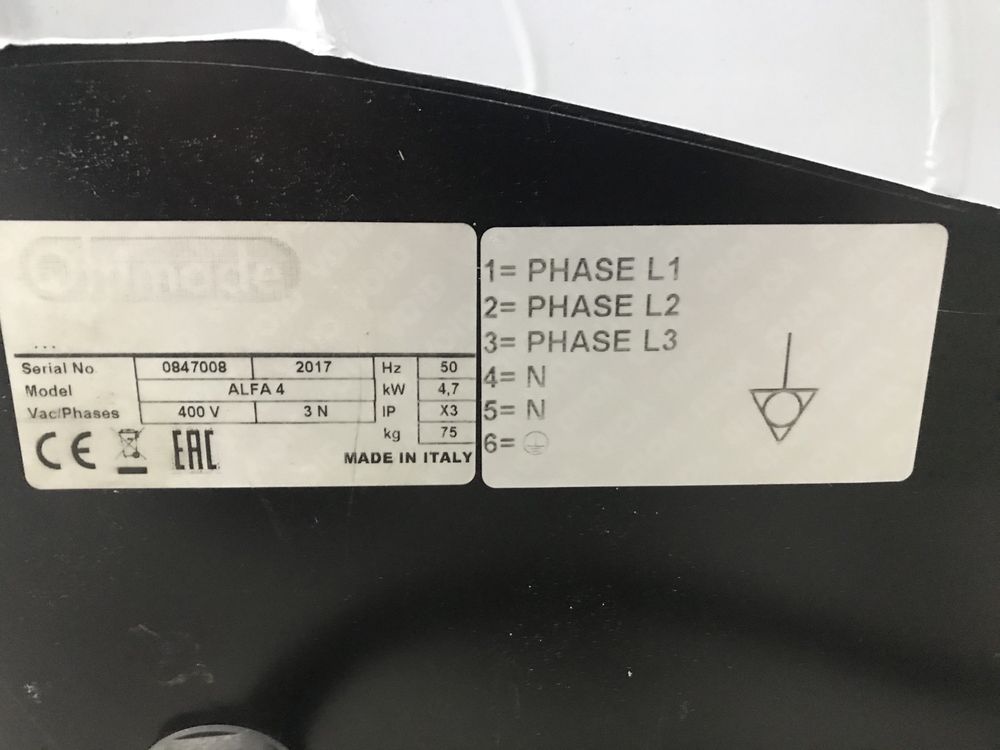 Primade
...
Serial No 0847008 2017 Hz 50
Model ALFA 4 kW 4,7
Vac/Phases 400 V 3 N IP X3
kg 75
CE EAC
MADE IN ITALY
1= PHASE L1
2= PHASE L2
3= PHASE L3
4= N
5= N
6=